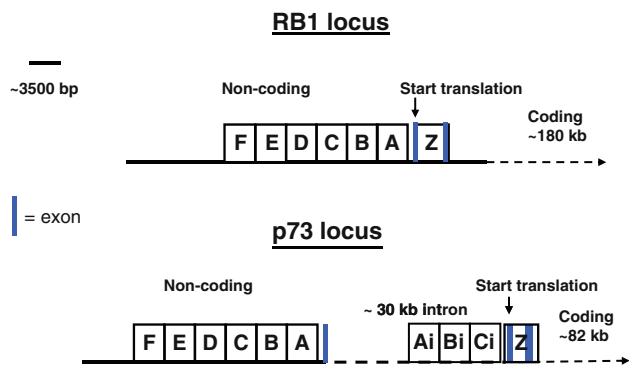 RB1 locus
~3500 bp
Non-coding
Start translation
Coding
~180 kb
F E D C B A Z
= exon
p73 locus
Non-coding
Start translation
~ 30 kb intron
Coding
~82 kb
F E D C B A Ai Bi Ci Z